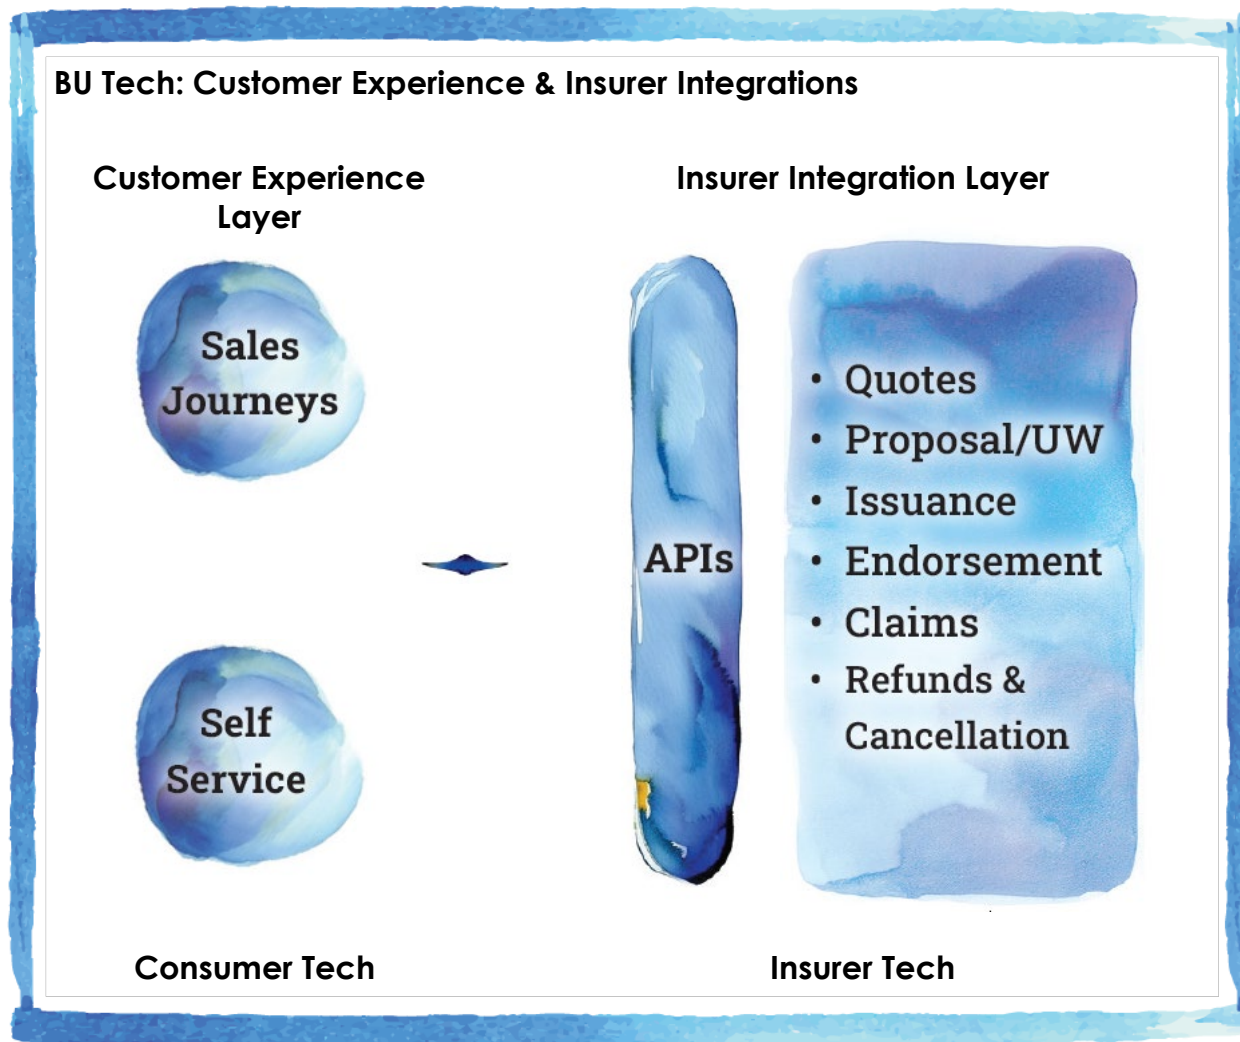 BU Tech: Customer Experience & Insurer Integrations
Customer Experience
Layer
Insurer Integration Layer
Sales
Journeys
Self
Service
APIs
• Quotes
• Proposal/UW
• Issuance
• Endorsement
• Claims
• Refunds &
Cancellation
Consumer Tech
Insurer Tech